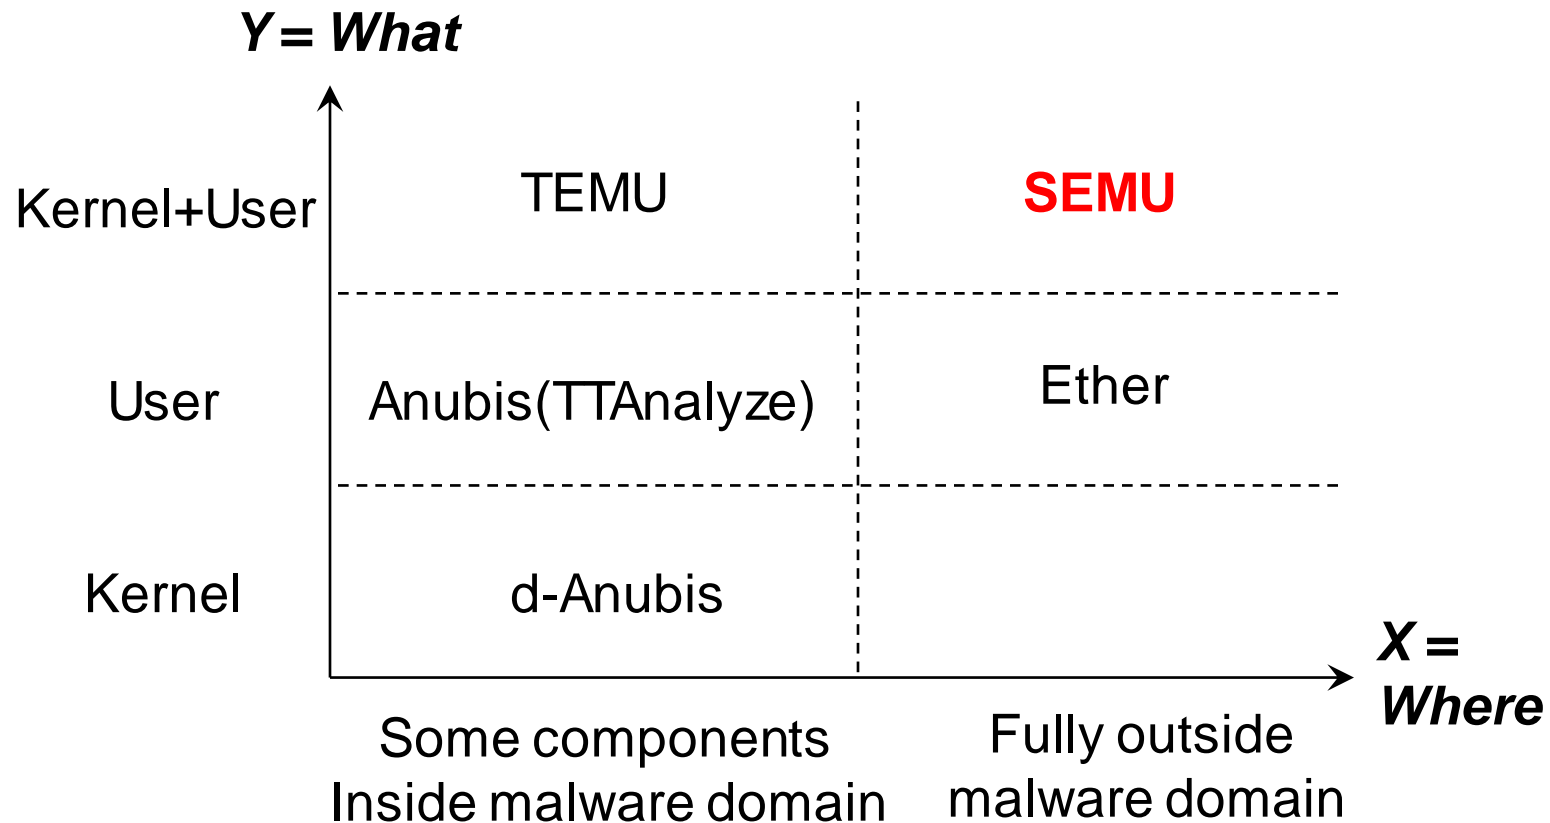 Y = What
Kernel+User
TEMU
SEMU
User
Anubis(TTAnalyze)
Ether
Kernel
d-Anubis
X =
Where
Some components
Inside malware domain
Fully outside
malware domain